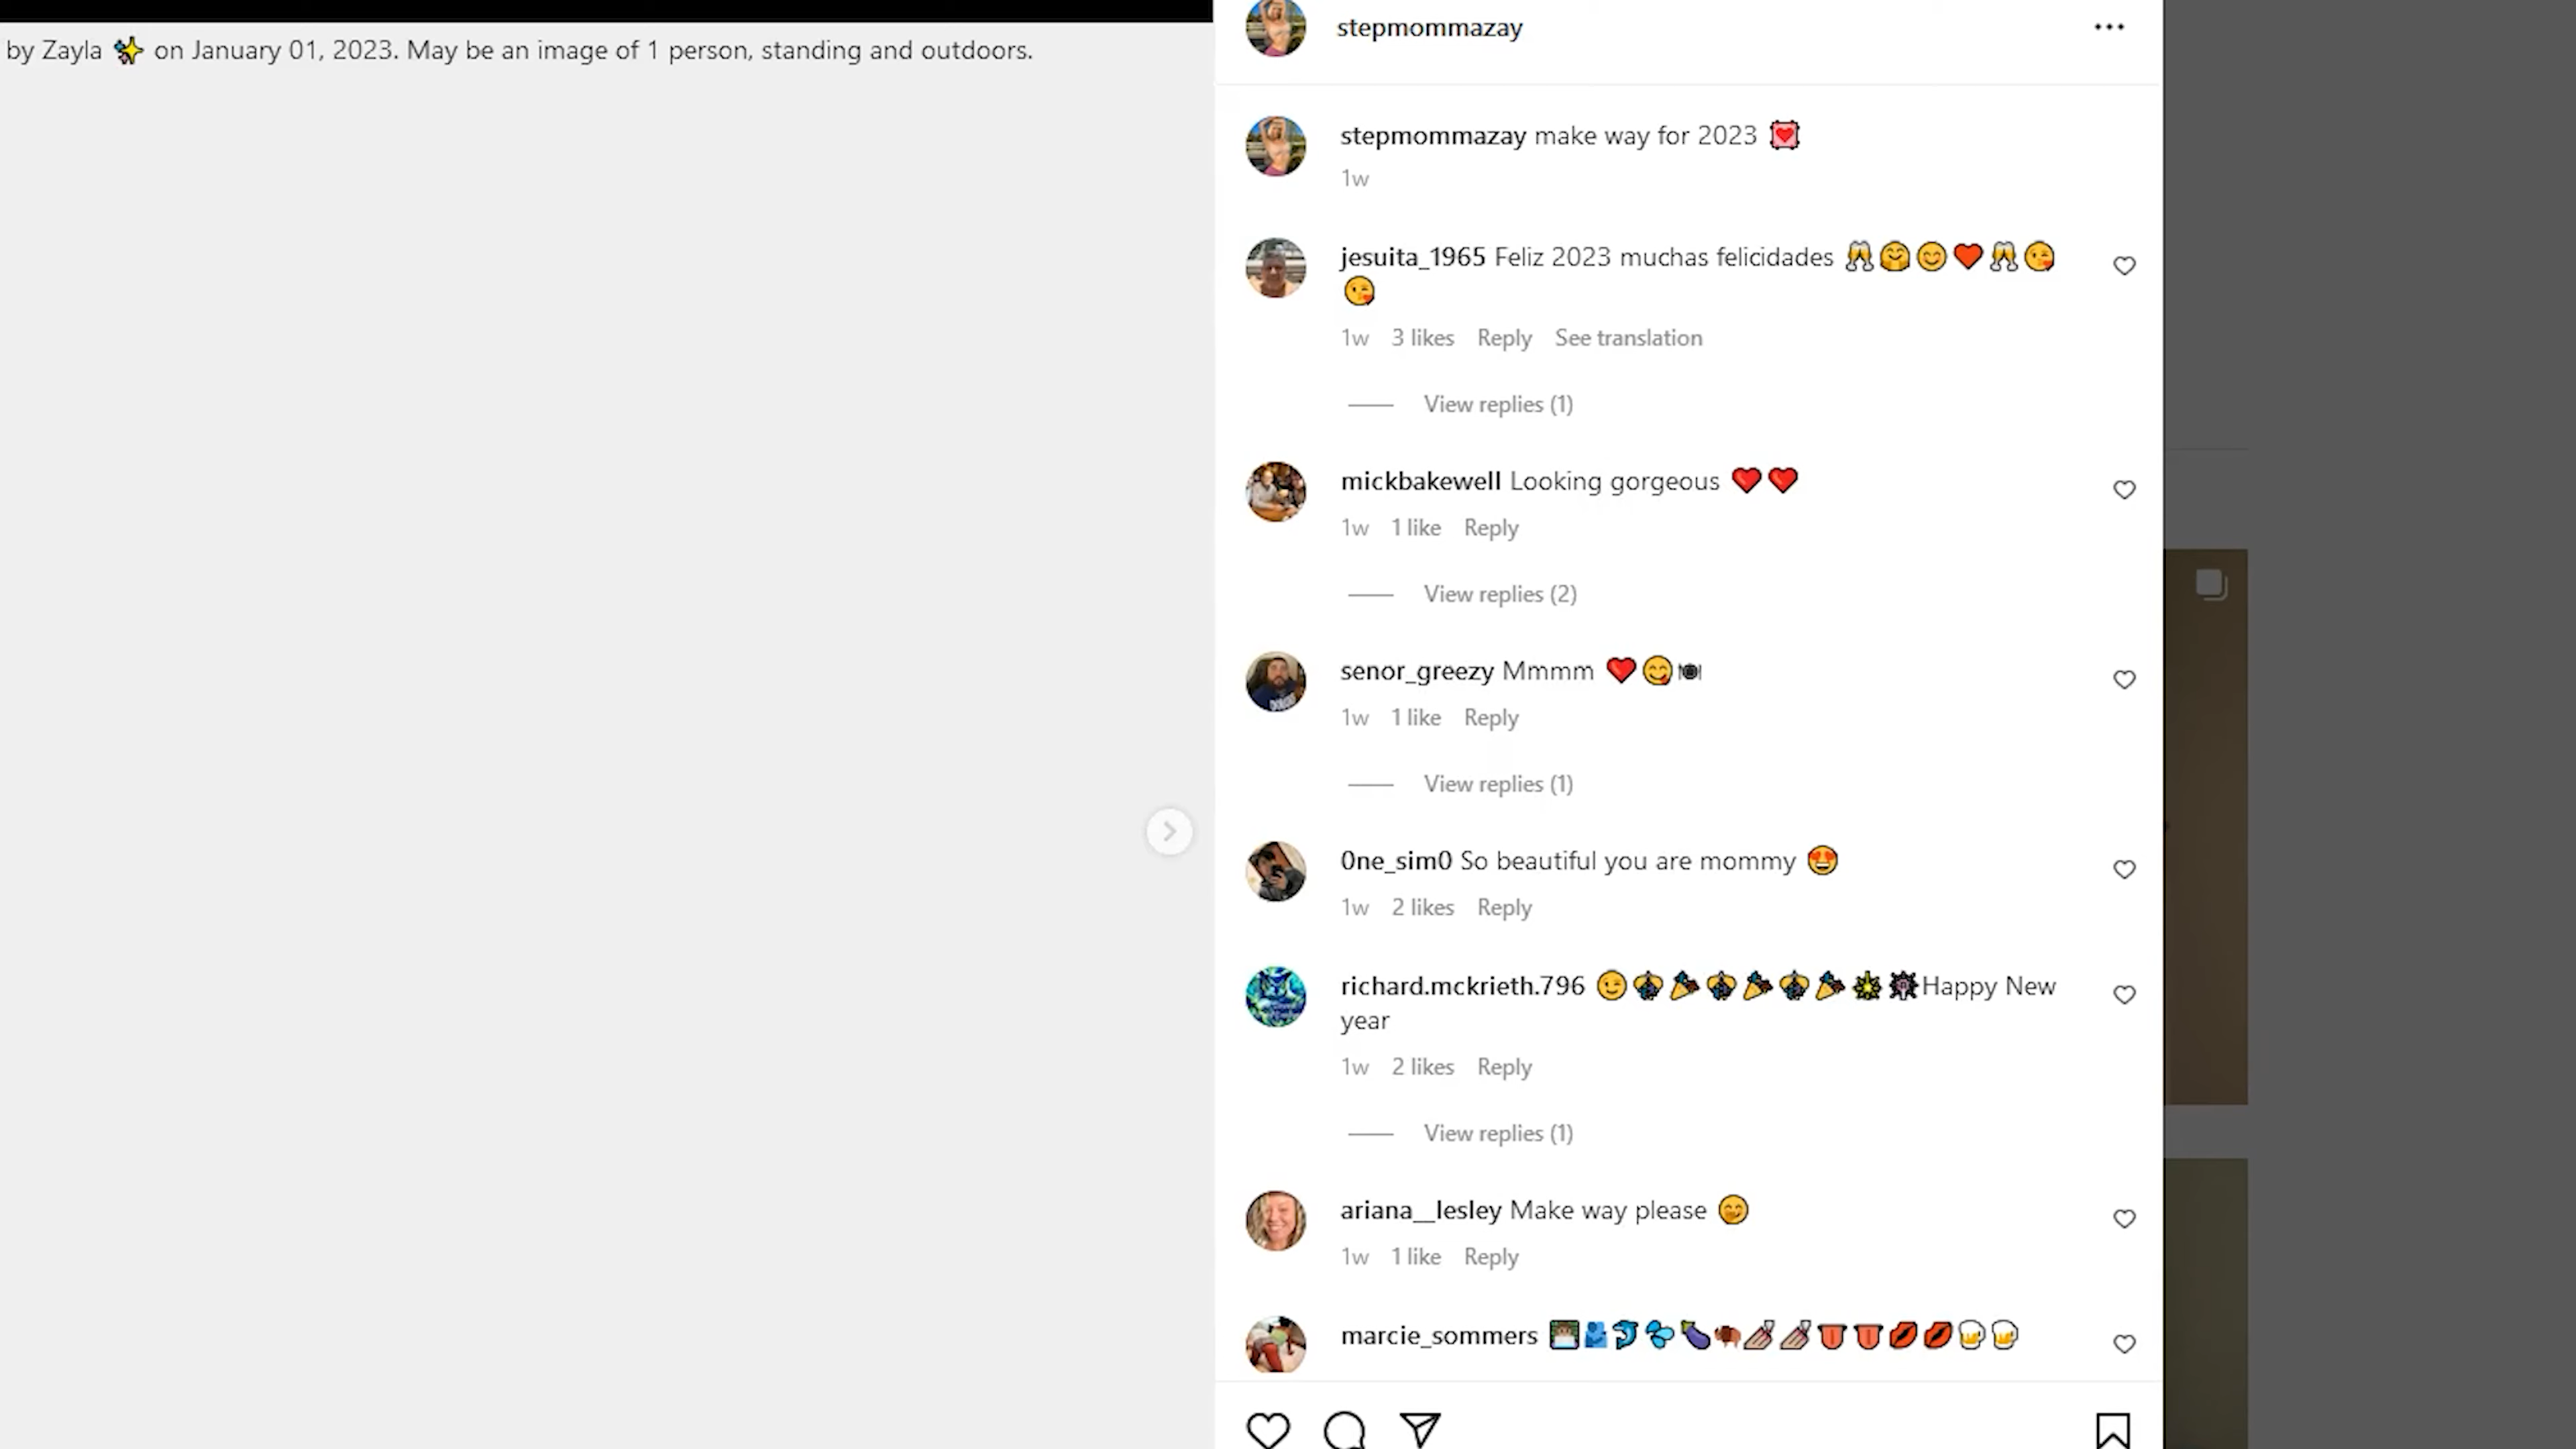 by Zayla ✨ on January 01, 2023. May be an image of 1 person, standing and outdoors.
stepmommazay
stepmommazay make way for 2023 💟
1w
jesuita_1965 Feliz 2023 muchas felicidades 🥂🤗😊❤️🥂😘
😘
1w 3 likes Reply See translation
View replies (1)
mickbakewell Looking gorgeous ❤️❤️
1w 1 like Reply
View replies (2)
senor_greezy Mmmm ❤️😋🍽
1w 1 like Reply
View replies (1)
0ne_sim0 So beautiful you are mommy 😍
1w 2 likes Reply
richard.mckrieth.796 Happy New
year
1w 2 likes Reply
View replies (1)
ariana__lesley Make way please
1w 1 like Reply
marcie_sommers